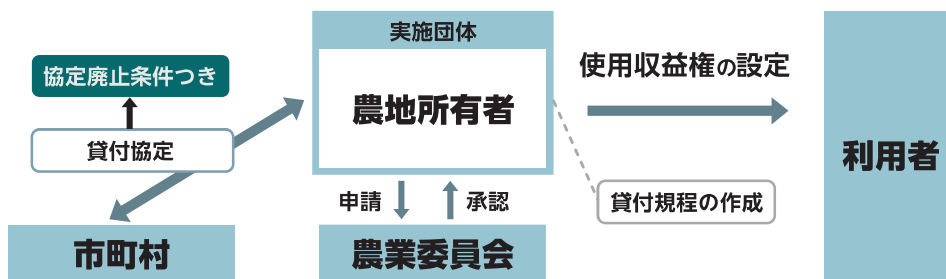 実施団体
農地所有者
協定廃止条件つき
貸付協定
使用収益権の設定
利用者
申請
承認
貸付規程の作成
市町村
農業委員会